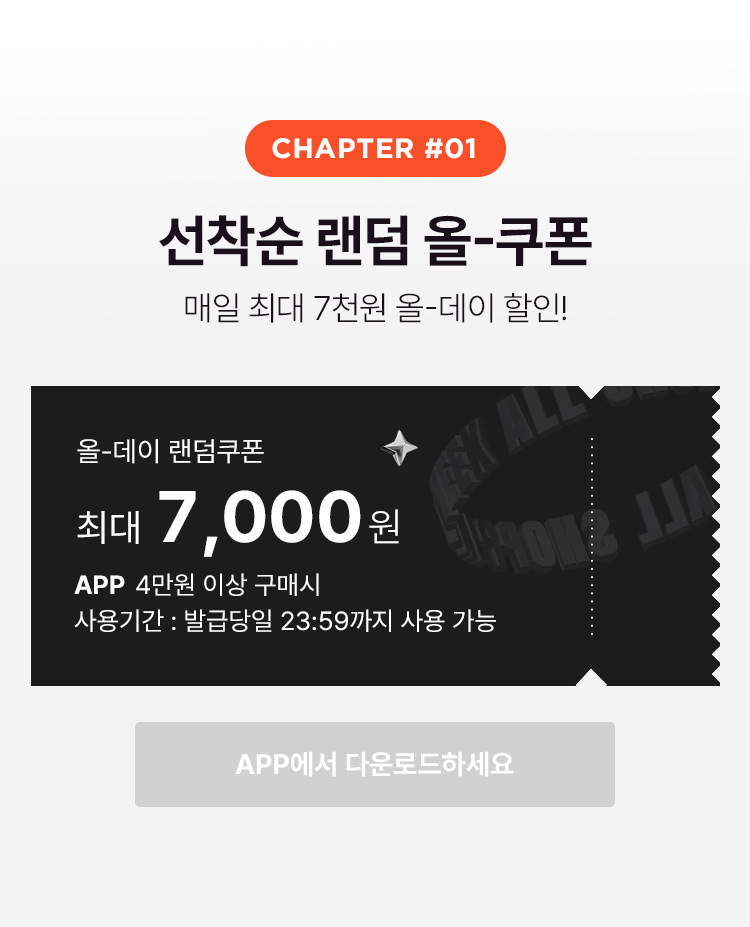 CHAPTER #01
선착순 랜덤 올-쿠폰
매일 최대 7천원 올-데이 할인!
올-데이 랜덤쿠폰
최대 7,000원
APP 4만원 이상 구매시
사용기간 : 발급당일 23:59까지 사용 가능
APP에서 다운로드하세요